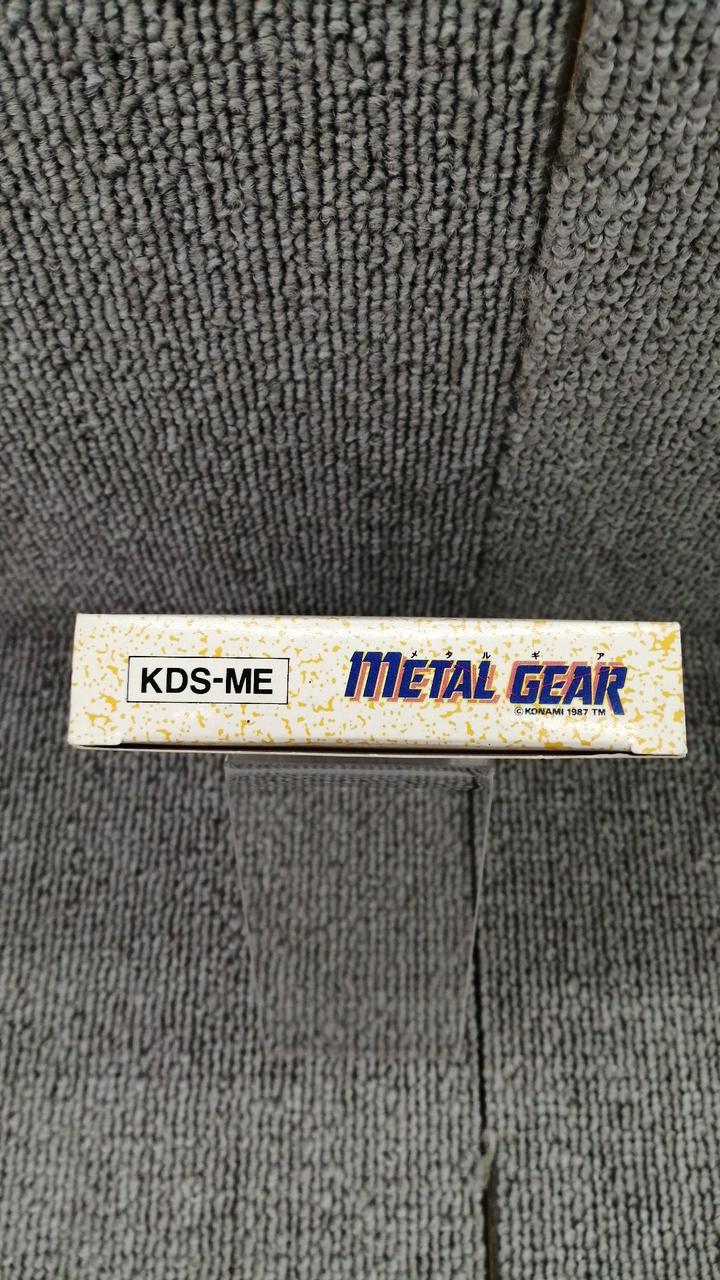 KDS-ME
メタルギア
METAL GEAR
©KONAMI 1987 TM